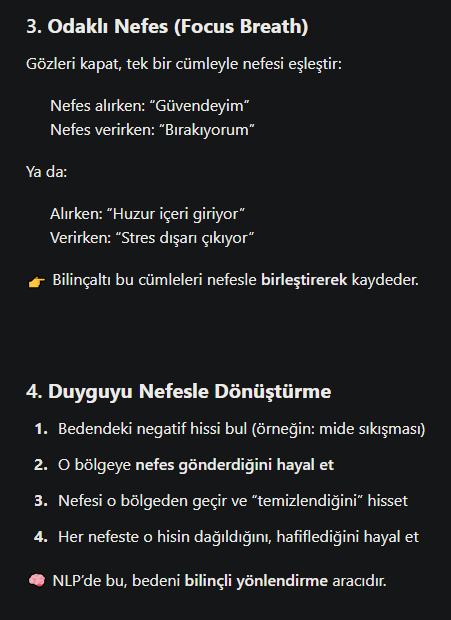 3. Odaklı Nefes (Focus Breath)
Gözleri kapat, tek bir cümleyle nefesi eşleştir:
Nefes alırken: “Güvendeyim”
Nefes verirken: “Bırakıyorum”
Ya da:
Alırken: “Huzur içeri giriyor”
Verirken: “Stres dışarı çıkıyor”
👉 Bilinçaltı bu cümleleri nefesle birleştirerek kaydeder.
4. Duyguyu Nefesle Dönüştürme
1. Bedendeki negatif hissi bul (örneğin: mide sıkışması)
2. O bölgeye nefes gönderdiğini hayal et
3. Nefesi o bölgeden geçir ve “temizlendiğini” hisset
4. Her nefeste o hisin dağıldığını, hafiflediğini hayal et
🧠 NLP’de bu, bedeni bilinçli yönlendirme aracıdır.